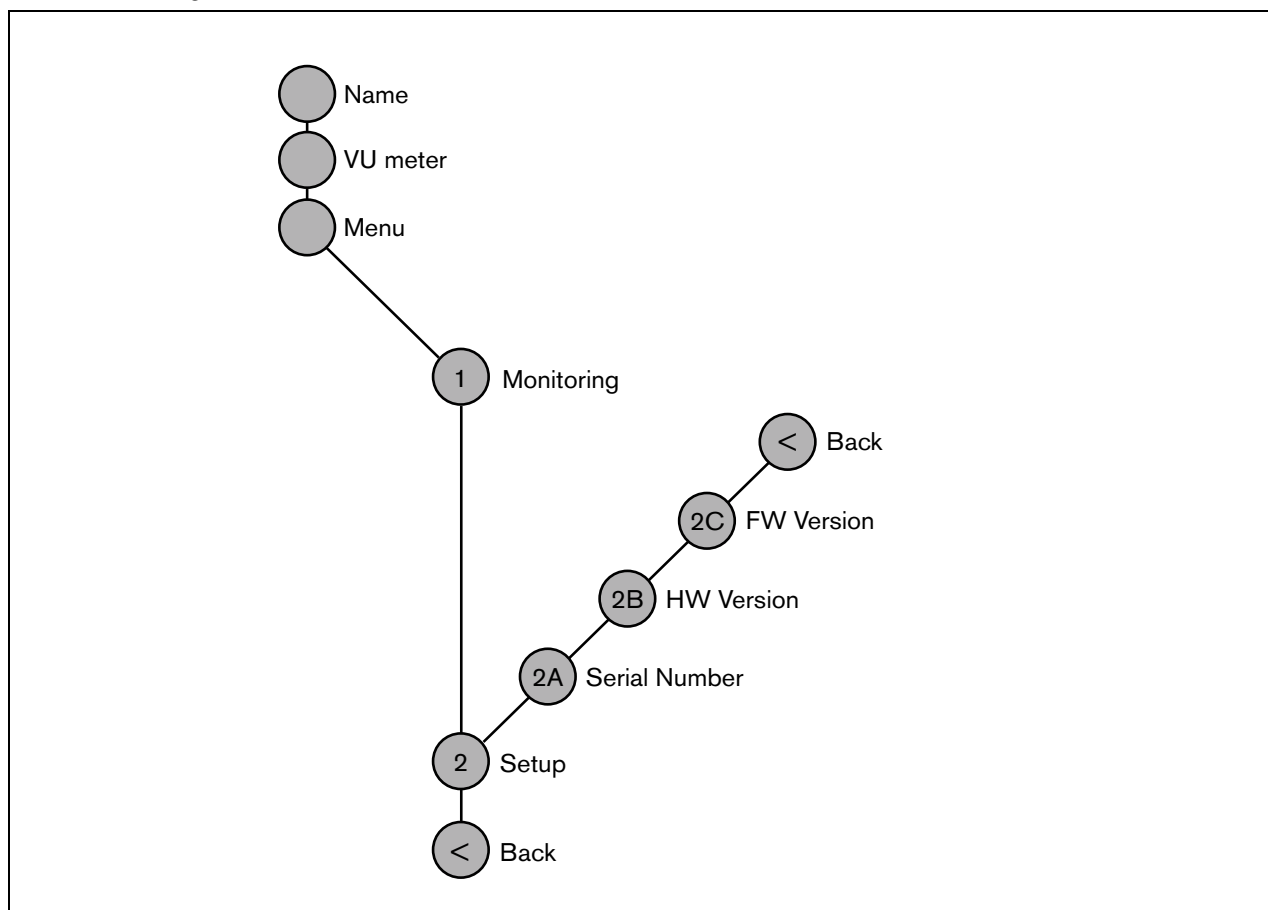 Name
VU meter
Menu
1 Monitoring
< Back
2C FW Version
2B HW Version
2A Serial Number
2 Setup
< Back